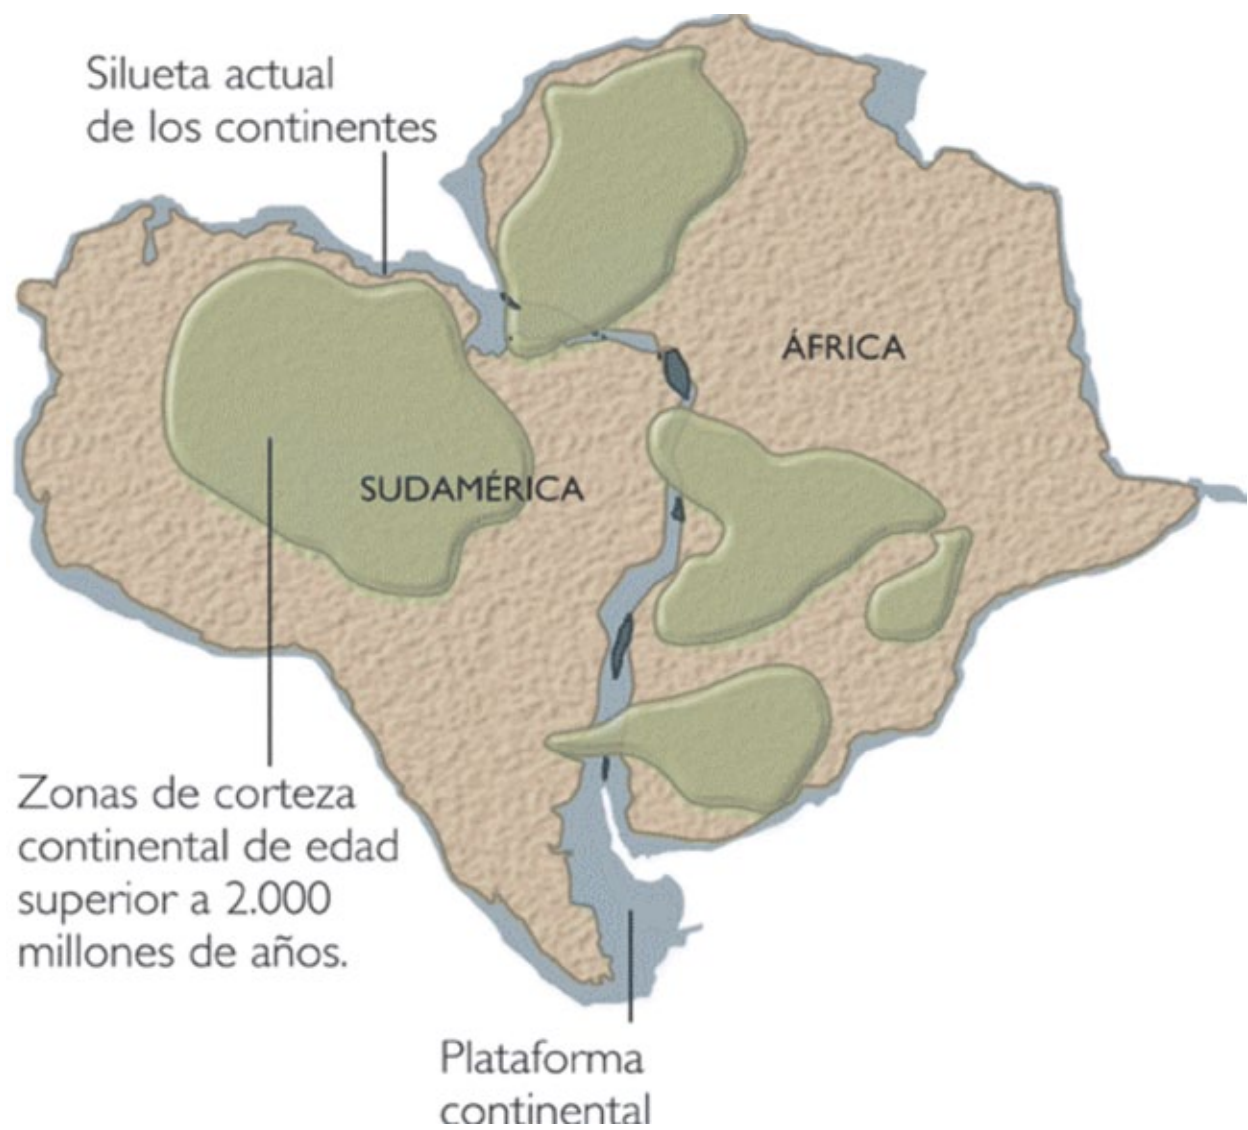 Silueta actual
de los continentes
ÁFRICA
SUDAMÉRICA
Zonas de corteza
continental de edad
superior a 2.000
millones de años.
Plataforma
continental